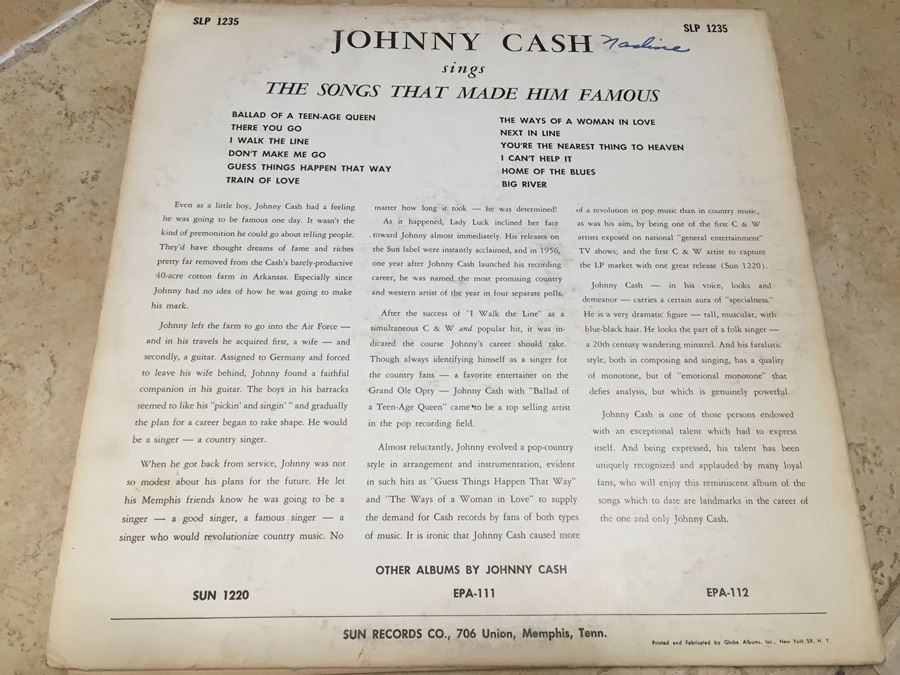 SLP 1235
SLP 1235
JOHNNY CASH Nadine
sings
THE SONGS THAT MADE HIM FAMOUS
BALLAD OF A TEEN-AGE QUEEN
THERE YOU GO
I WALK THE LINE
DON'T MAKE ME GO
GUESS THINGS HAPPEN THAT WAY
TRAIN OF LOVE
THE WAYS OF A WOMAN IN LOVE
NEXT IN LINE
YOU'RE THE NEAREST THING TO HEAVEN
I CAN'T HELP IT
HOME OF THE BLUES
BIG RIVER
Even as a little boy, Johnny Cash had a feeling
he was going to be famous one day. It wasn't the
kind of premonition he could go about telling people.
They'd have thought dreams of fame and riches
pretty far removed from the Cash's barely-productive
40-acre cotton farm in Arkansas. Especially since
Johnny had no idea of how he was going to make
his mark.
Johnny left the farm to go into the Air Force —
and in his travels he acquired first, a wife — and
secondly, a guitar. Assigned to Germany and forced
to leave his wife behind, Johnny found a faithful
companion in his guitar. The boys in his barracks
seemed to like his "pickin' and singin' " and gradually
the plan for a career began to take shape. He would
be a singer — a country singer.
When he got back from service, Johnny was not
so modest about his plans for the future. He let
his Memphis friends know he was going to be a
singer — a good singer, a famous singer — a
singer who would revolutionize country music. No
matter how long it took — he was determined!
As it happened, Lady Luck inclined her face
toward Johnny almost immediately. His releases on
the Sun label were instantly acclaimed, and in 1956,
one year after Johnny Cash launched his recording
career, he was named the most promising country
and western artist of the year in four separate polls.
After the success of "I Walk the Line" as a
simultaneous C & W and popular hit, it was in-
dicated the course Johnny's career should take.
Though always identifying himself as a singer for
the country fans — a favorite entertainer on the
Grand Ole Opry — Johnny Cash with "Ballad of
a Teen-Age Queen" came to be a top selling artist
in the pop recording field.
Almost reluctantly, Johnny evolved a pop-country
style in arrangement and instrumentation, evident
in such hits as "Guess Things Happen That Way"
and "The Ways of a Woman in Love" to supply
the demand for Cash records by fans of both types
of music. It is ironic that Johnny Cash caused more
of a revolution in pop music than in country music,
as was his aim, by being one of the first C & W
artists exposed on national "general entertainment"
TV shows; and the first C & W artist to capture
the LP market with one great release (Sun 1220).
Johnny Cash — in his voice, looks and
demeanor — carries a certain aura of "specialness."
He is a very dramatic figure — tall, muscular, with
blue-black hair. He looks the part of a folk singer —
a 20th century wandering minstrel. And his fatalistic
style, both in composing and singing, has a quality
of monotone, but of "emotional monotone" that
defies analysis, but which is genuinely powerful.
Johnny Cash is one of those persons endowed
with an exceptional talent which had to express
itself. And being expressed, his talent has been
uniquely recognized and applauded by many loyal
fans, who will enjoy this reminiscent album of the
songs which to date are landmarks in the career of
the one and only Johnny Cash.
OTHER ALBUMS BY JOHNNY CASH
SUN 1220 EPA-111 EPA-112
SUN RECORDS CO., 706 Union, Memphis, Tenn.
Printed and Fabricated by Globe Albums, Inc., New York 59, N. Y.